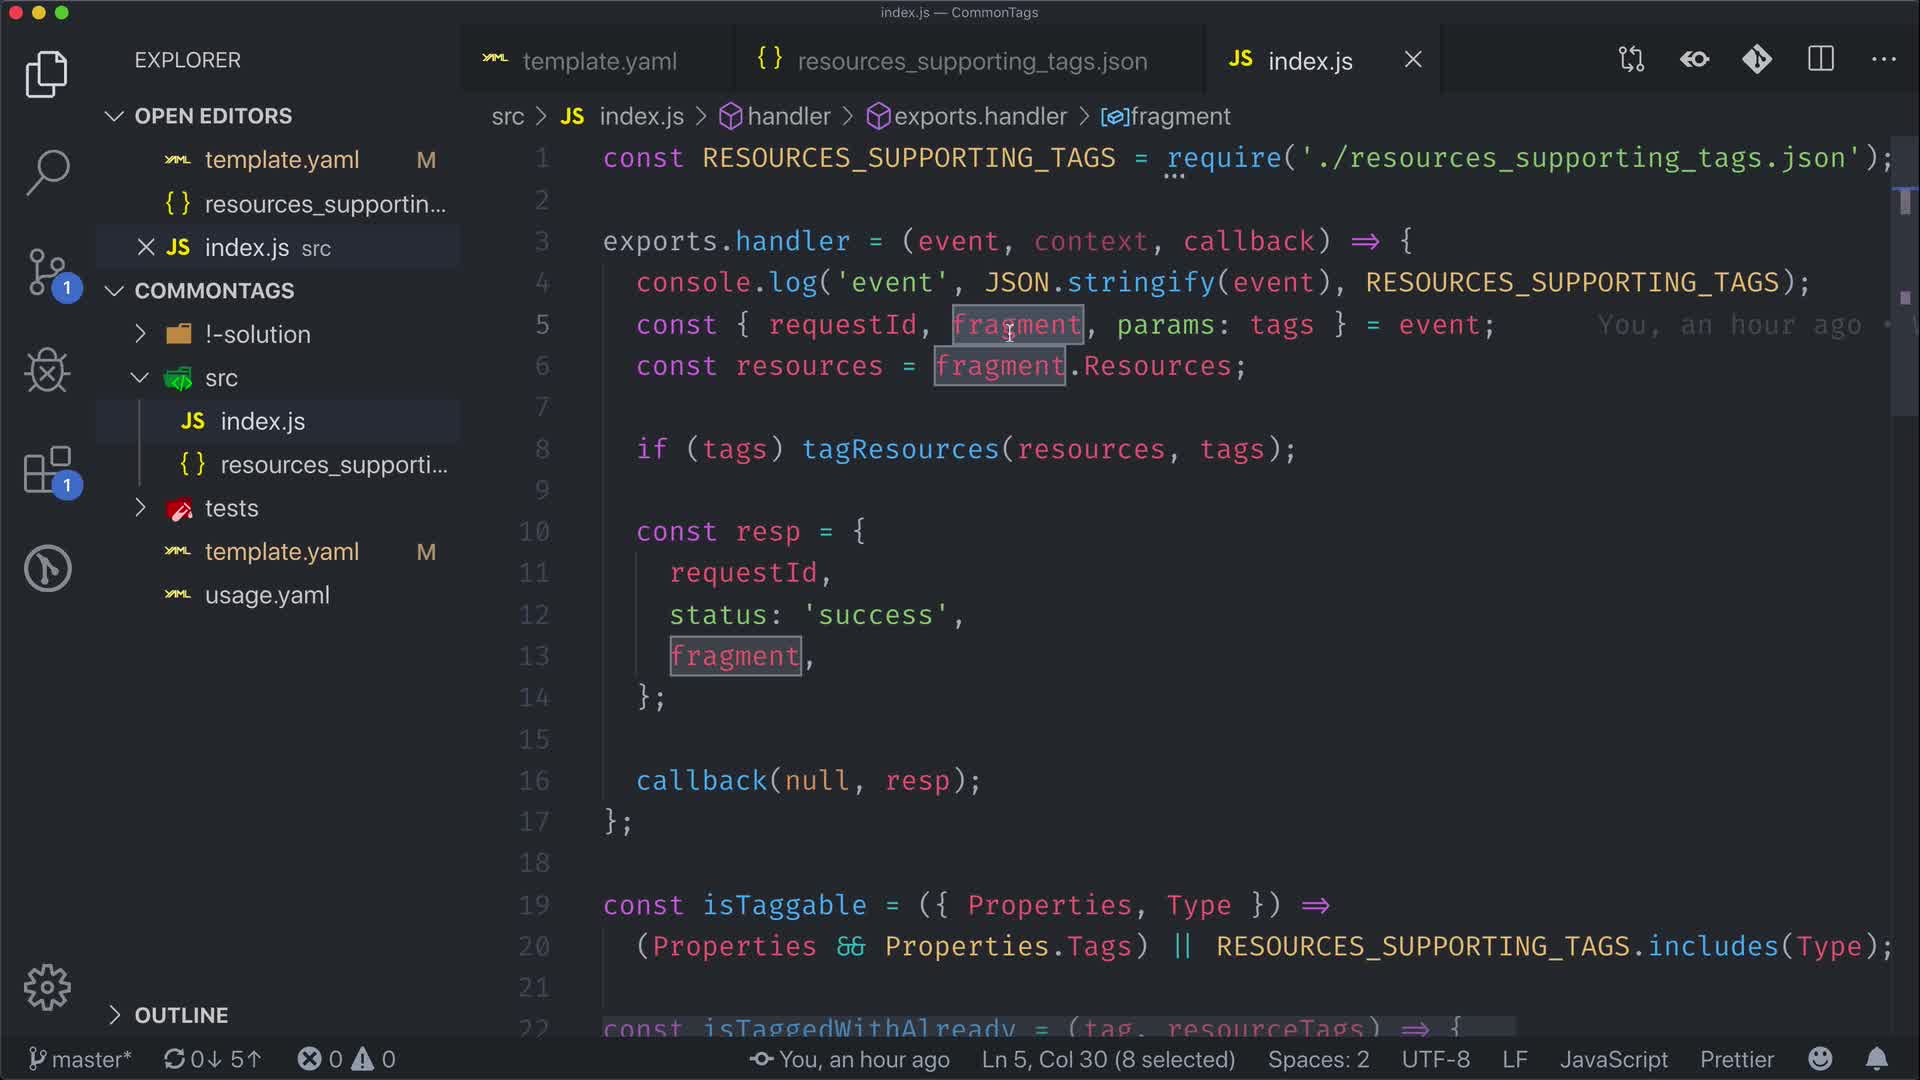 index.js — CommonTags
EXPLORER
template.yaml
{} resources_supporting_tags.json
JS index.js
OPEN EDITORS
template.yaml M
{} resources_supportin...
JS index.js src
COMMONTAGS
!-solution
src
JS index.js
{} resources_supporti...
tests
template.yaml M
usage.yaml
OUTLINE
src > JS index.js > handler > exports.handler > fragment
1 const RESOURCES_SUPPORTING_TAGS = require('./resources_supporting_tags.json');
2
3 exports.handler = (event, context, callback) => {
4 console.log('event', JSON.stringify(event), RESOURCES_SUPPORTING_TAGS);
5 const { requestId, fragment, params: tags } = event; You, an hour ago •
6 const resources = fragment.Resources;
7
8 if (tags) tagResources(resources, tags);
9
10 const resp = {
11 requestId,
12 status: 'success',
13 fragment,
14 };
15
16 callback(null, resp);
17 };
18
19 const isTaggable = ({ Properties, Type }) =>
20 (Properties && Properties.Tags) || RESOURCES_SUPPORTING_TAGS.includes(Type);
21
22 const isTaggedWithAlready = (tag, resourceTags) => {
master* 0↓ 5↑ 0 0 You, an hour ago Ln 5, Col 30 (8 selected) Spaces: 2 UTF-8 LF JavaScript Prettier